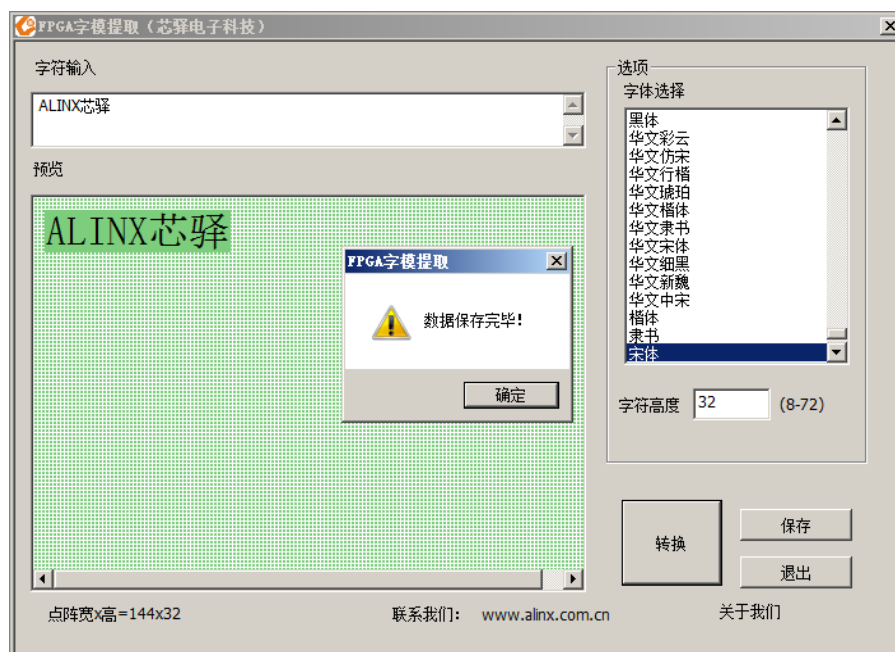 FPGA字模提取（芯驿电子科技）
字符输入
ALINX芯驿
预览
ALINX芯驿
FPGA字模提取
数据保存完毕!
确定
选项
字体选择
黑体
华文彩云
华文仿宋
华文行楷
华文琥珀
华文楷体
华文隶书
华文宋体
华文细黑
华文新魏
华文中宋
楷体
隶书
宋体
字符高度 32 (8-72)
转换
保存
退出
点阵宽x高=144x32 联系我们: www.alinx.com.cn 关于我们